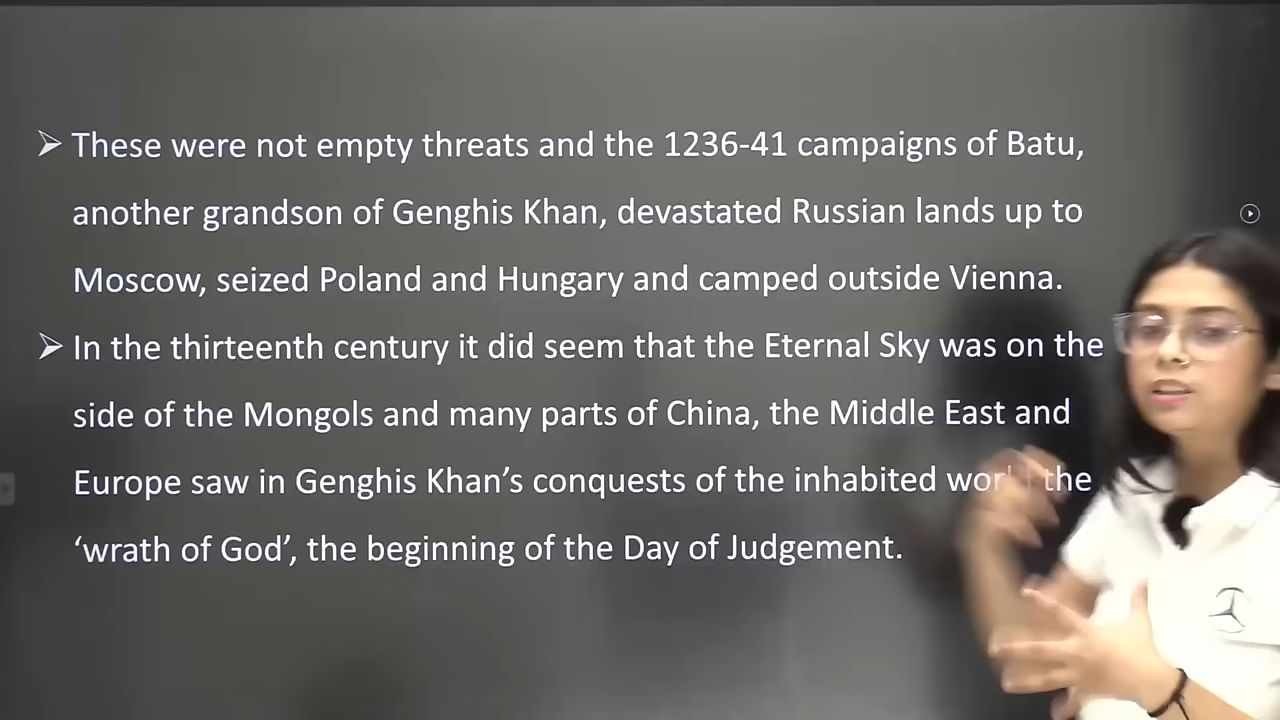 ➢ These were not empty threats and the 1236-41 campaigns of Batu,
another grandson of Genghis Khan, devastated Russian lands up to
Moscow, seized Poland and Hungary and camped outside Vienna.
➢ In the thirteenth century it did seem that the Eternal Sky was on the
side of the Mongols and many parts of China, the Middle East and
Europe saw in Genghis Khan’s conquests of the inhabited the
‘wrath of God’, the beginning of the Day of Judgement.